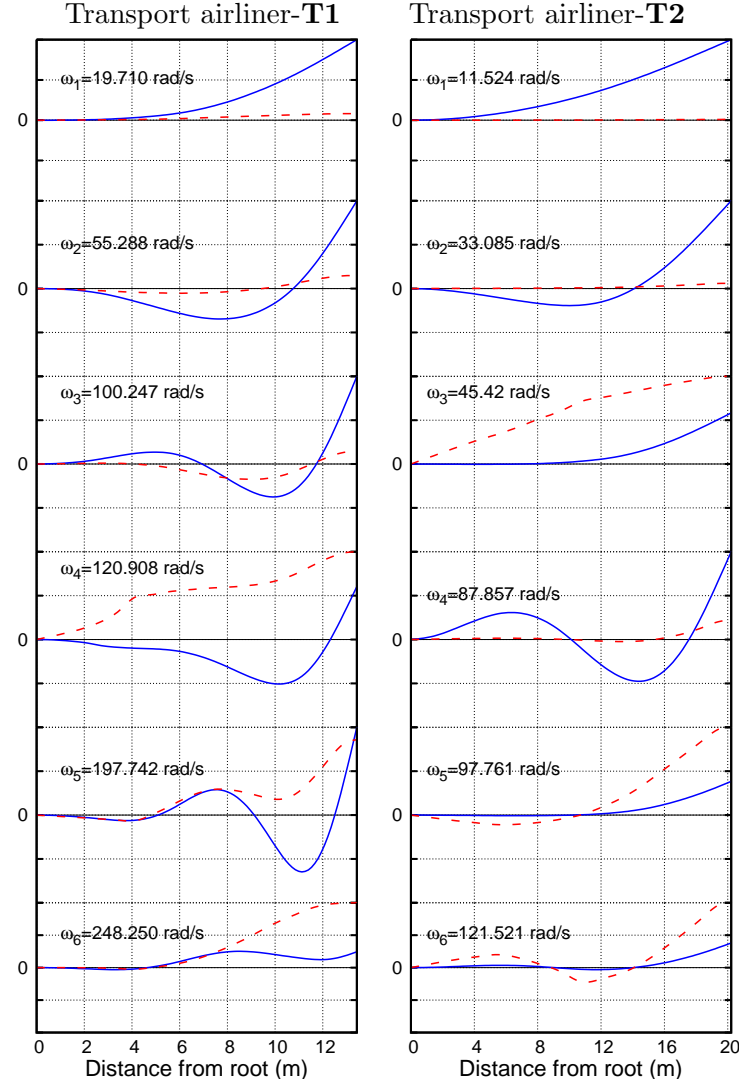 Transport airliner-T1
ω1=19.710 rad/s
0
ω2=55.288 rad/s
0
ω3=100.247 rad/s
0
ω4=120.908 rad/s
0
ω5=197.742 rad/s
0
ω6=248.250 rad/s
0
0 2 4 6 8 10 12
Distance from root (m)
Transport airliner-T2
ω1=11.524 rad/s
0
ω2=33.085 rad/s
0
ω3=45.42 rad/s
0
ω4=87.857 rad/s
0
ω5=97.761 rad/s
0
ω6=121.521 rad/s
0
0 4 8 12 16 20
Distance from root (m)